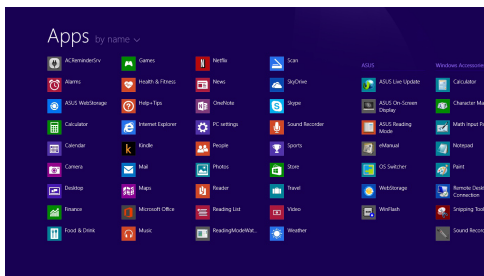 Apps by name
ACReminderSrv
Alarms
ASUS WebStorage
Calculator
Calendar
Camera
Desktop
Finance
Food & Drink
Games
Health & Fitness
Help+Tips
Internet Explorer
Kindle
Mail
Maps
Microsoft Office
Music
Netflix
News
OneNote
PC settings
People
Photos
Reader
Reading List
ReadingModeWat...
Scan
SkyDrive
Skype
Sound Recorder
Sports
Store
Travel
Video
Weather
ASUS
ASUS Live Update
ASUS On-Screen
Display
ASUS Reading
Mode
eManual
OS Switcher
WebStorage
WinFlash
Windows Accessorie
Calculator
Character Ma
Math Input Pa
Notepad
Paint
Remote Desk
Connection
Snipping Tool
Sound Record